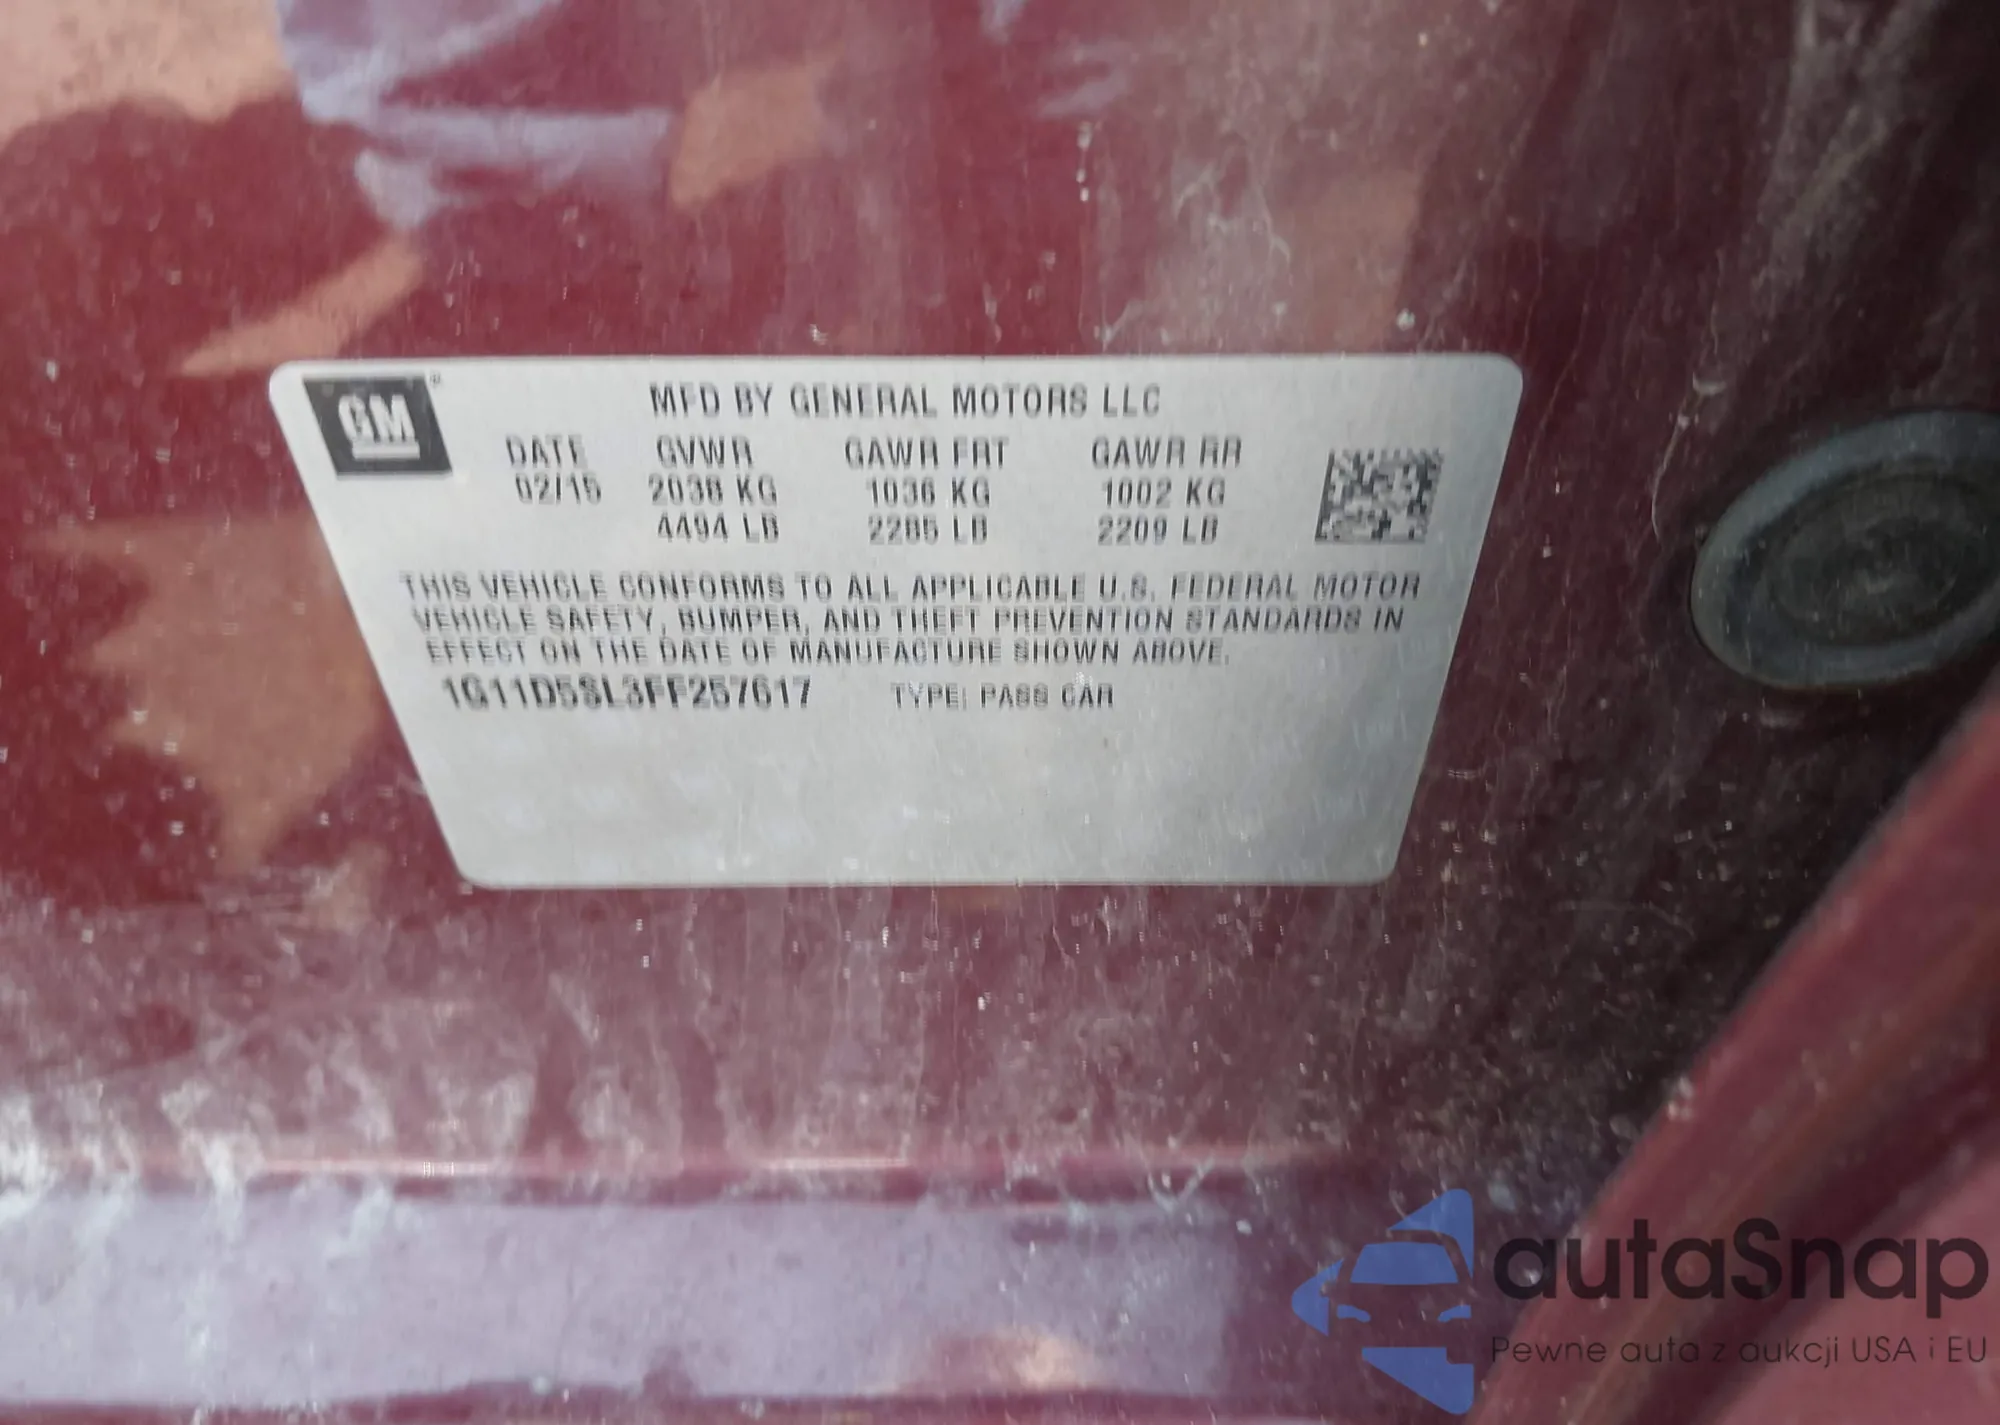 GM®
MFD BY GENERAL MOTORS LLC
DATE GVWR GAWR FRT GAWR RR
02/15 2038 KG 1036 KG 1002 KG
4494 LB 2285 LB 2209 LB
THIS VEHICLE CONFORMS TO ALL APPLICABLE U.S. FEDERAL MOTOR
VEHICLE SAFETY, BUMPER, AND THEFT PREVENTION STANDARDS IN
EFFECT ON THE DATE OF MANUFACTURE SHOWN ABOVE.
1G11D5SL3FF257617 TYPE: PASS CAR
autaSnap
Pewne auta z aukcji USA i EU